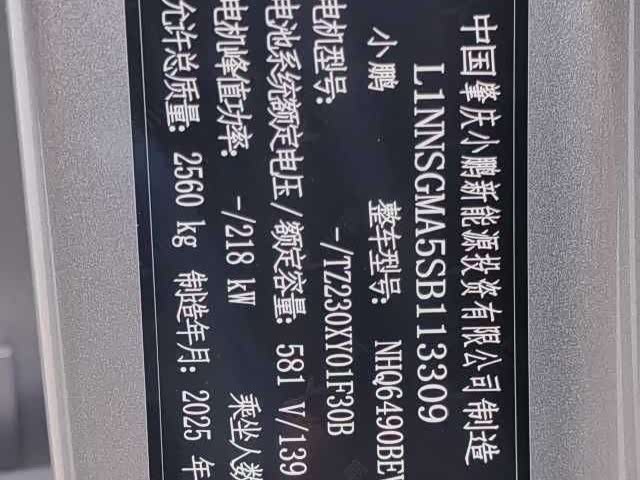 中国肇庆小鹏新能源投资有限公司制造
L1NNSGMA5SB113309
小鹏 整车型号: NHQ6490BEV
电机型号: -/TZ230XY01F30B
电池系统额定电压/额定容量: 581 V/139
电机峰值功率: -/218 kW 乘坐人数
允许总质量: 2560 kg 制造年月: 2025 年